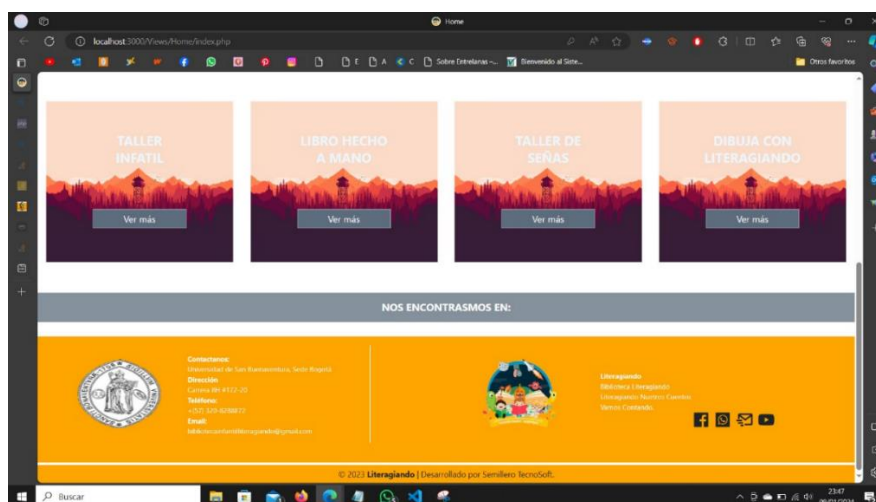 Home
localhost:3000/Views/Home/index.php
Sobre Entrelanas -...
Bienvenido al Siste...
Otros favoritos
TALLER
INFATIL
Ver más
LIBRO HECHO
A MANO
Ver más
TALLER DE
SEÑAS
Ver más
DIBUJA CON
LITERAGIANDO
Ver más
NOS ENCONTRASMOS EN:
Contactanos:
Universidad de San Buenaventura, Sede Bogotá
Dirección
Teléfono:
Email:
Literagiando
Biblioteca Literagiando
Literagiando Nuestros Cuentos
Vamos Contando
© 2023 Literagiando | Desarrollado por Semillero TecnoSoft.
Buscar
23:47